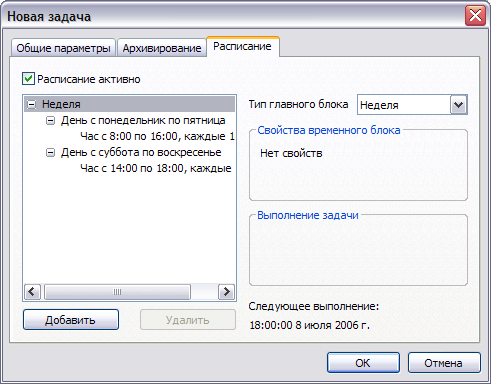 Новая задача
Общие параметры
Архивирование
Расписание
Расписание активно
Неделя
День с понедельник по пятница
Час с 8:00 по 16:00, каждые 1
День с суббота по воскресенье
Час с 14:00 по 18:00, каждые
Добавить
Удалить
Тип главного блока
Неделя
Свойства временного блока
Нет свойств
Выполнение задачи
Следующее выполнение:
18:00:00 8 июля 2006 г.
ОК
Отмена